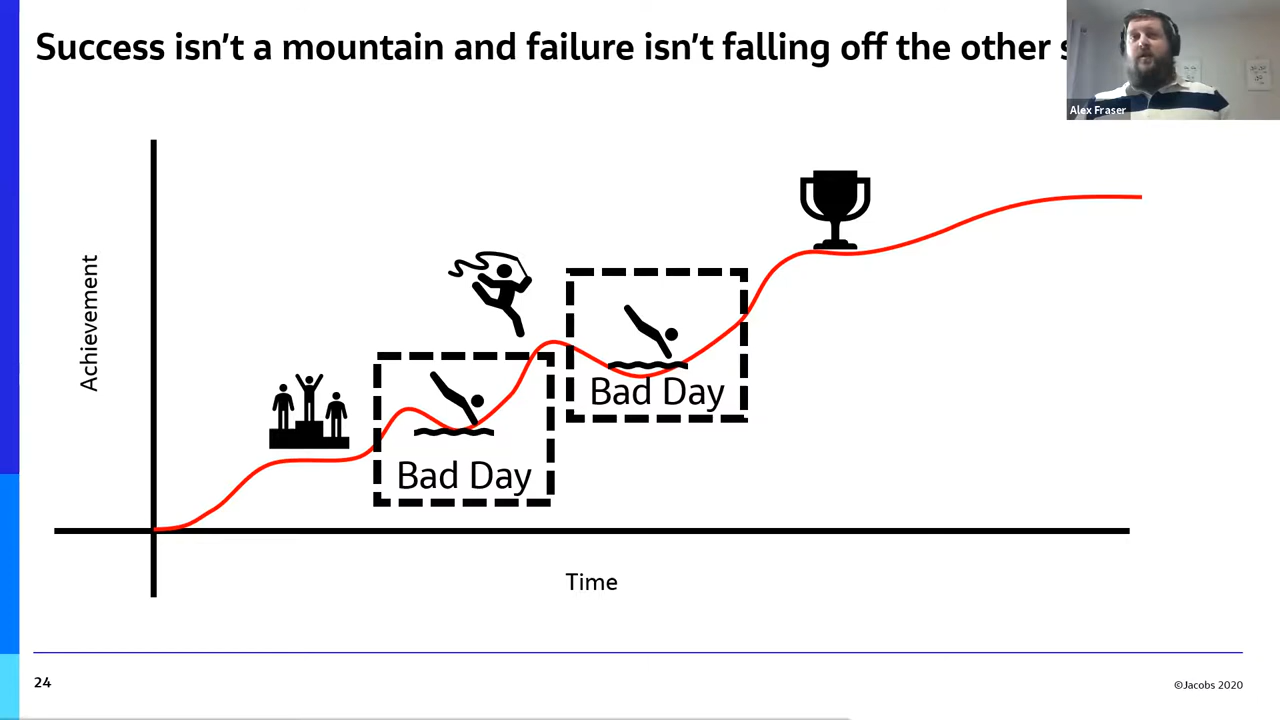 Success isn't a mountain and failure isn't falling off the other
Alex Fraser
Achievement
Bad Day
Bad Day
Time
24
©Jacobs 2020